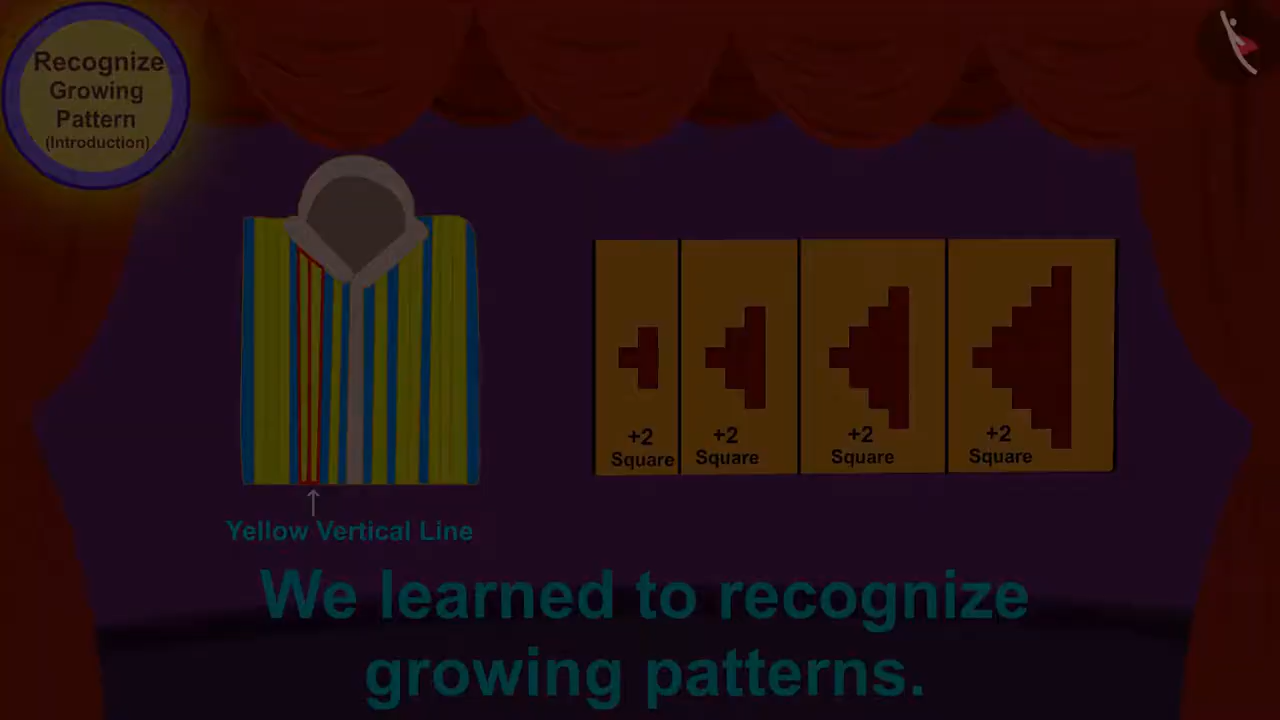 Recognize
Growing
Pattern
(Introduction)
+2
Square
+2
Square
+2
Square
+2
Square
Yellow Vertical Line
We learned to recognize
growing patterns.